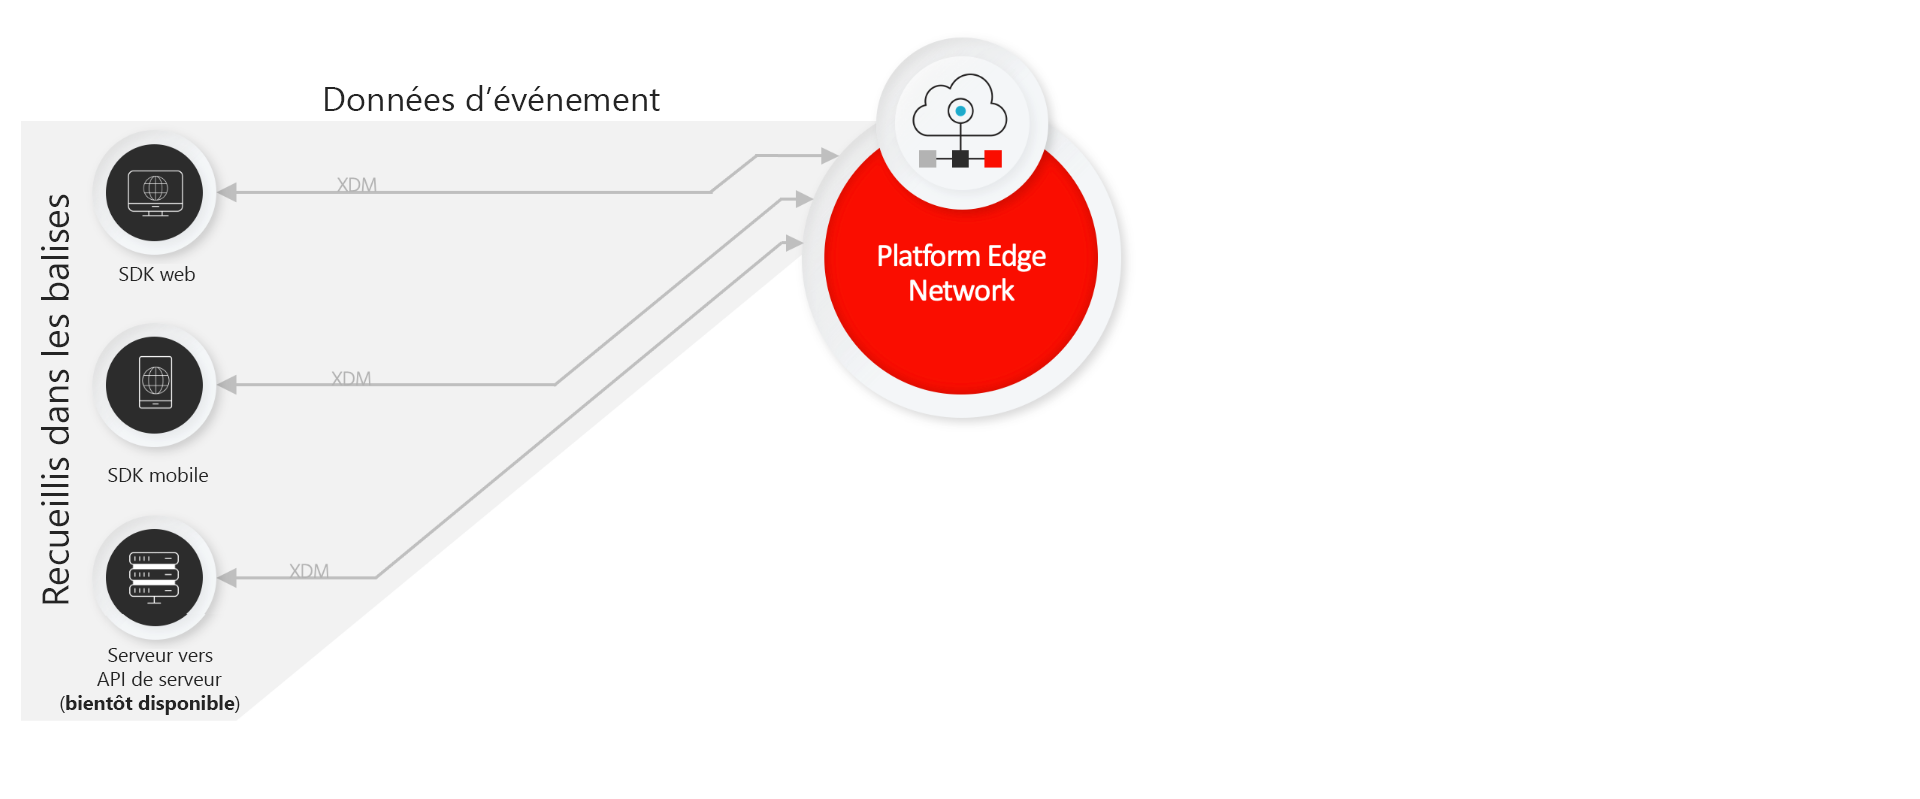 Données d’événement
Recueillis dans les balises
XDM
SDK web
XDM
SDK mobile
XDM
Serveur vers
API de serveur
(bientôt disponible)
Platform Edge
Network